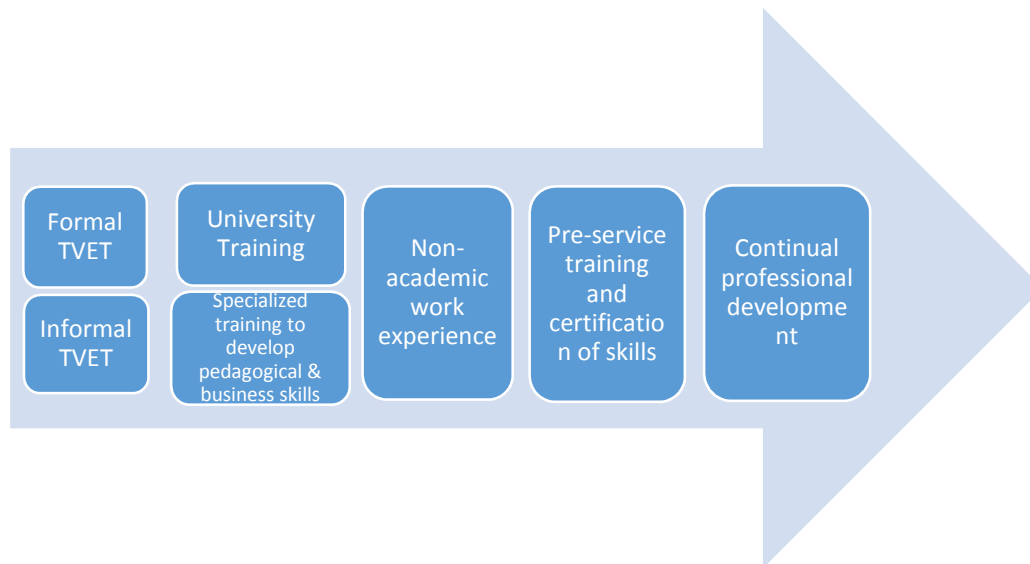 Formal
TVET
Informal
TVET
University
Training
Specialized
training to
develop
pedagogical &
business skills
Non-
academic
work
experience
Pre-service
training
and
certificatio
n of skills
Continual
professional
developme
nt